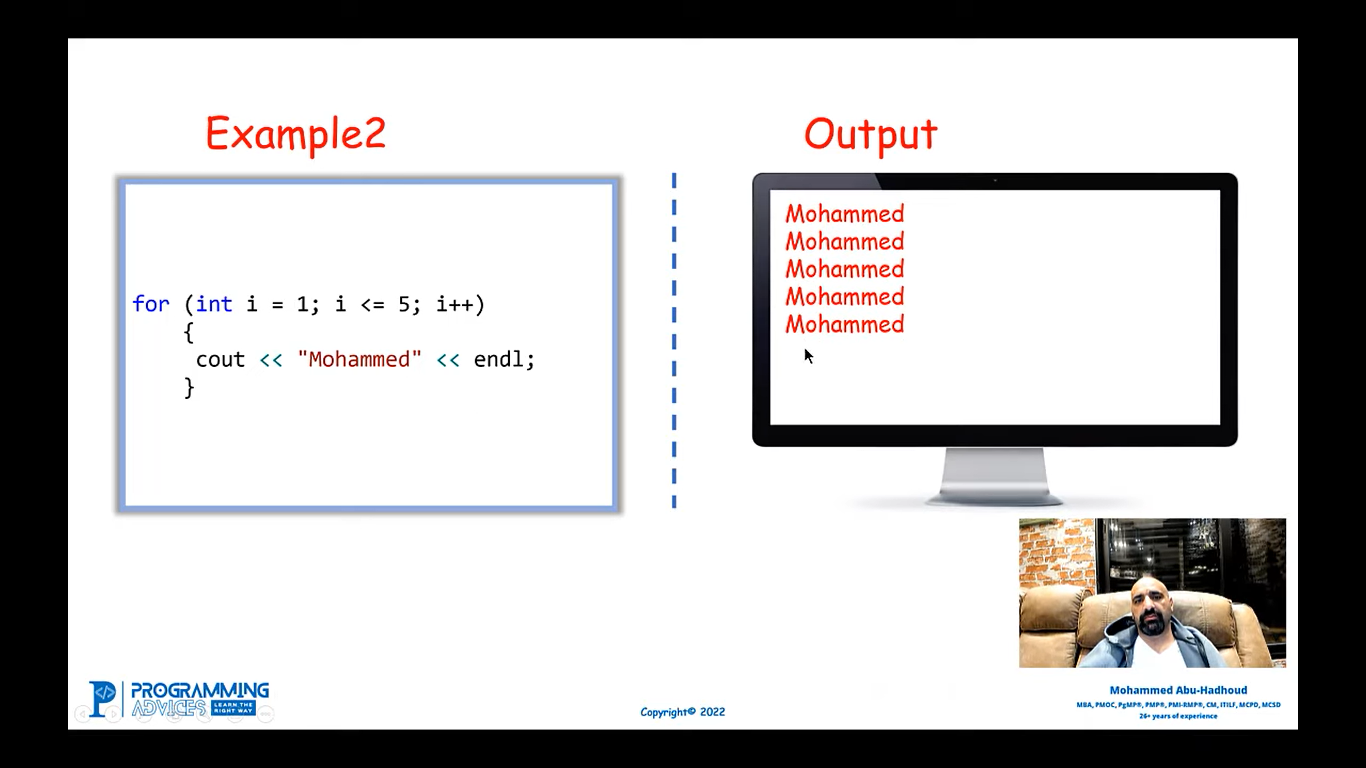 Example2
for (int i = 1; i <= 5; i++)
{
cout << "Mohammed" << endl;
}
Output
Mohammed
Mohammed
Mohammed
Mohammed
Mohammed
PROGRAMMING
ADVICES LEARN THE
RIGHT WAY
Copyright© 2022
Mohammed Abu-Hadhoud
MBA, PMOC, PgMP®, PMP®, PMI-RMP®, CM, ITILF, MCPD, MCSD
26+ years of experience